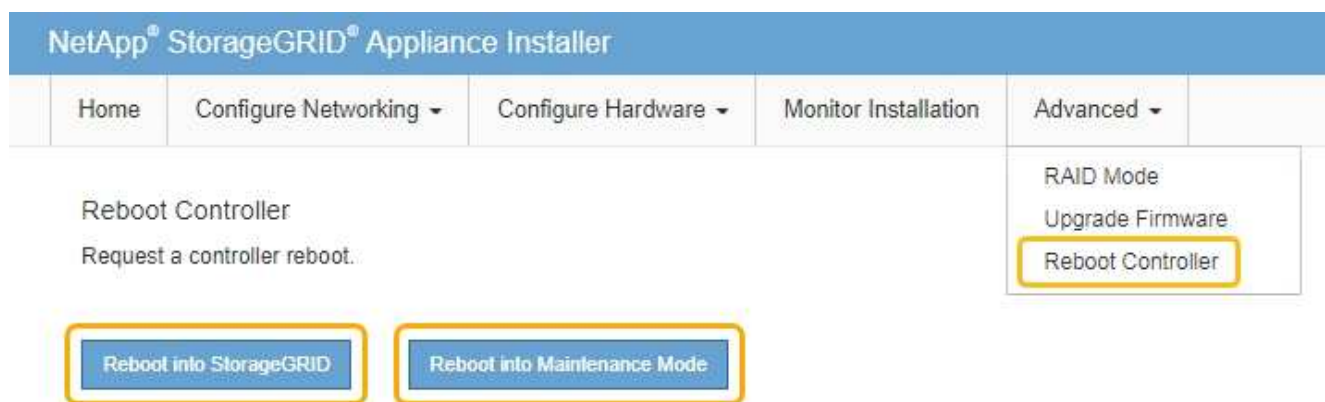 NetApp® StorageGRID® Appliance Installer
Home Configure Networking Configure Hardware Monitor Installation Advanced
RAID Mode
Upgrade Firmware
Reboot Controller
Reboot Controller
Request a controller reboot.
Reboot into StorageGRID Reboot into Maintenance Mode